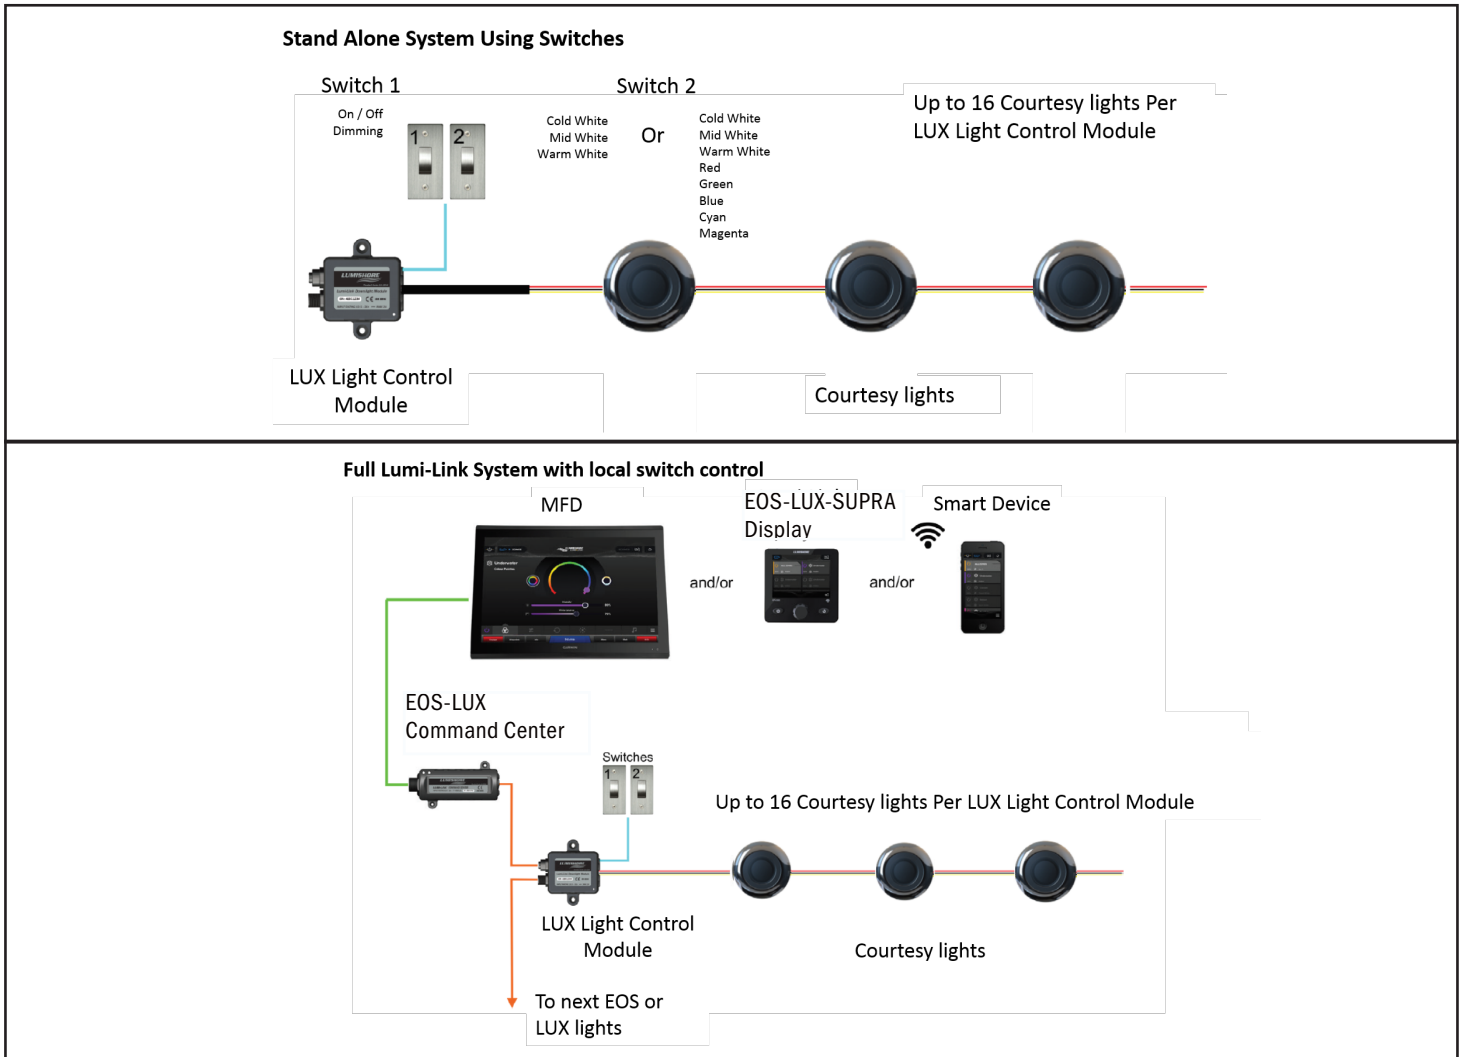 Stand Alone System Using Switches
Switch 1
On / Off
Dimming
1
2
Switch 2
Cold White
Mid White
Warm White
Or
Cold White
Mid White
Warm White
Red
Green
Blue
Cyan
Magenta
Up to 16 Courtesy lights Per
LUX Light Control Module
LUMISHORE
LUX Light Control
Module
Courtesy lights
Full Lumi-Link System with local switch control
MFD
EOS-LUX-SUPRA
Display
Smart Device
Underwater
and/or
and/or
EOS-LUX
Command Center
Switches
1
2
Up to 16 Courtesy lights Per LUX Light Control Module
LUX Light Control
Module
Courtesy lights
To next EOS or
LUX lights